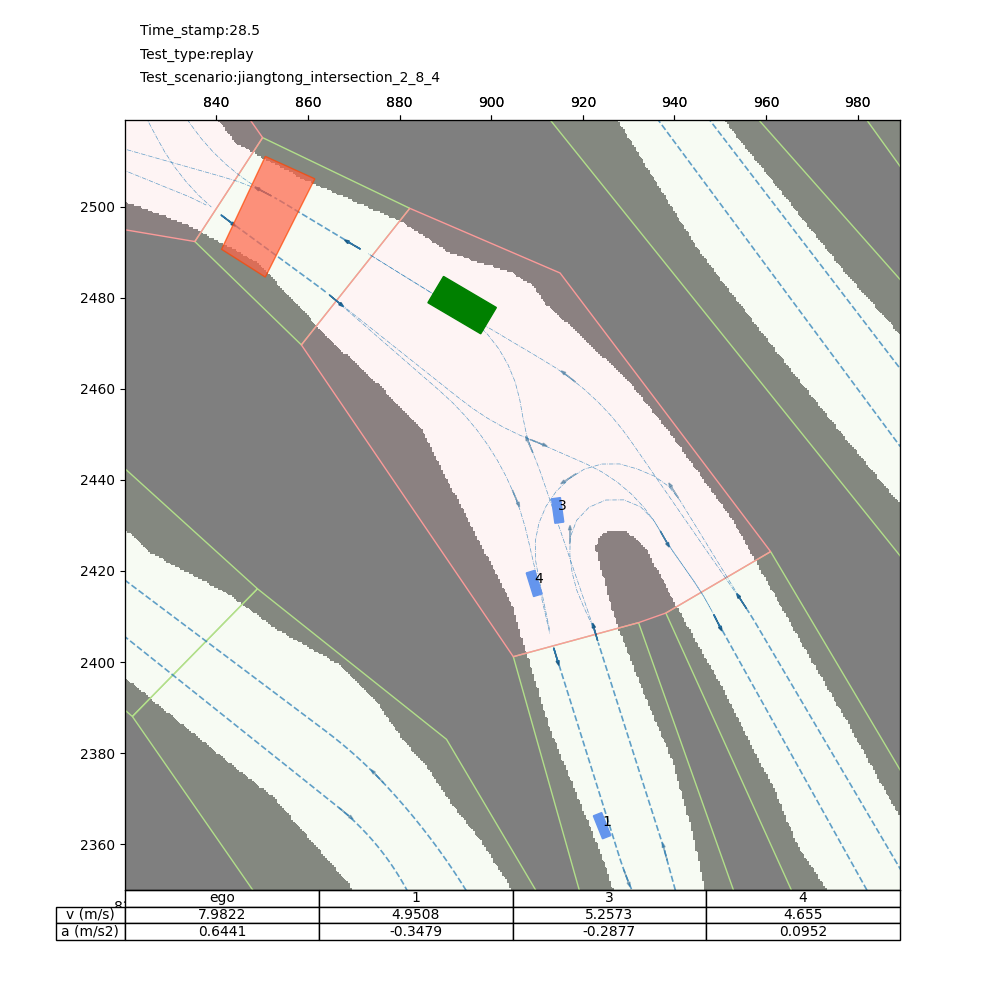 Time_stamp:28.5
Test_type:replay
Test_scenario:jiangtong_intersection_2_8_4
840 860 880 900 920 940 960 980
2500
2480
2460
2440
2420
2400
2380
2360
3
4
1
ego 1 3 4
v (m/s) 7.9822 4.9508 5.2573 4.655
a (m/s2) 0.6441 -0.3479 -0.2877 0.0952